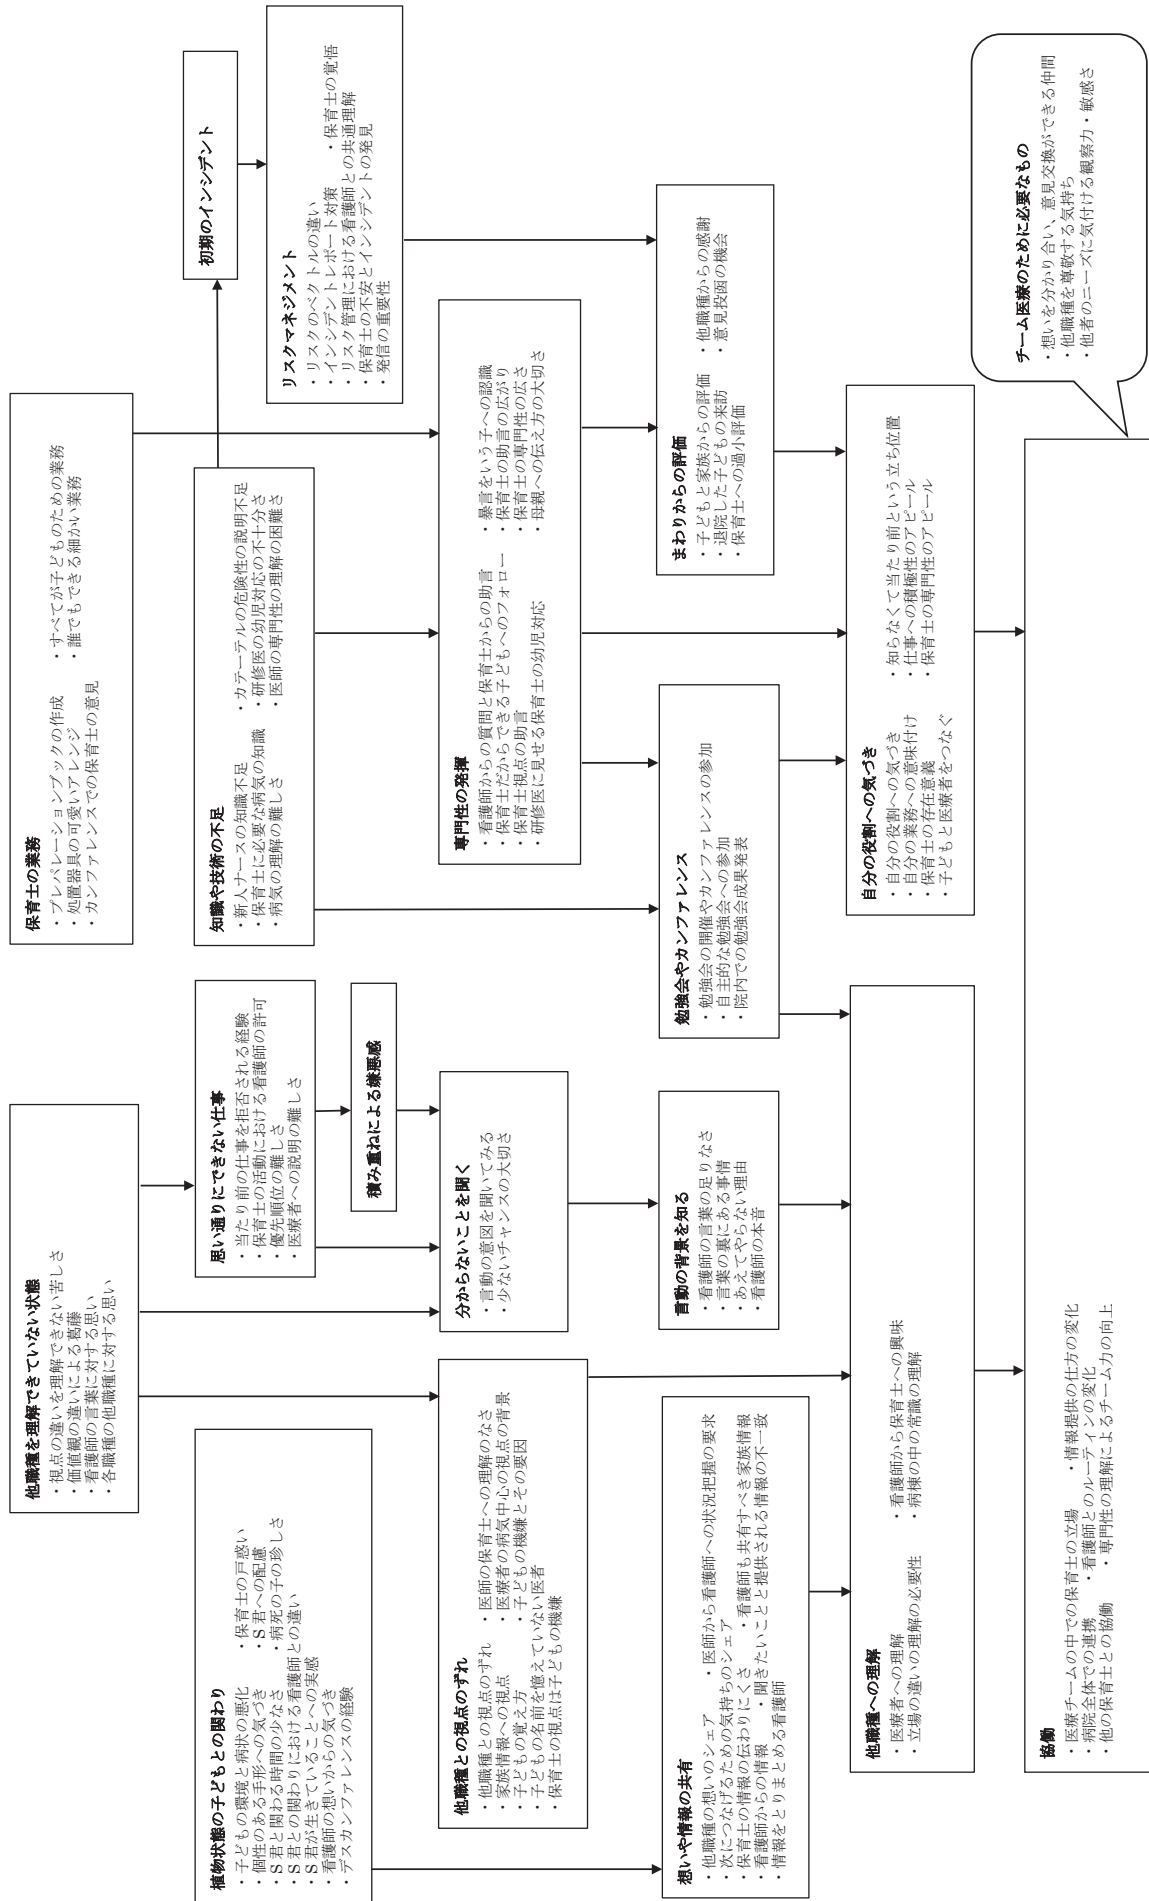 他職種を理解できていない状態
・視点の違いを理解できない苦しさ
・価値観の違いによる葛藤
・看護師の言葉に対する思い
・各職種の他職種に対する思い
保育士の業務
・プレパレーションブックの作成　・すべてが子どものための業務
・処置器具の可愛いアレンジ　・誰でもできる細かい業務
・カンファレンスでの保育士の意見
植物状態の子どもとの関わり
・子どもの環境と病状の悪化　・保育士の戸惑い
・個性のある手形への気づき　・S君への配慮
・S君と関わる時間の少なさ　・病死の子の珍しさ
・S君との関わりにおける看護師との違い
・S君が生きていることへの実感
・看護師の想いからの気づき
・デスカンファレンスの経験
思い通りにできない仕事
・当たり前の仕事を拒否される経験
・保育士の活動における看護師の許可
・優先順位の難しさ
・医療者への説明の難しさ
知識や技術の不足
・新人ナースの知識不足　・カテーテルの危険性の説明不足
・保育士に必要な病気の知識　・研修医の幼児対応の不十分さ
・病気の理解の難しさ　・医師の専門性の理解の困難さ
初期のインシデント
積み重ねによる嫌悪感
リスクマネジメント
・リスクのベクトルの違い
・インシデントレポート対策　・保育士の覚悟
・リスク管理における看護師との共通理解
・保育士の不安とインシデントの発見
・発信の重要性
他職種との視点のずれ
・他職種との視点のずれ　・医師の保育士への理解のなさ
・家族情報への視点　・医療者の病気中心の視点の背景
・子どもの覚え方　・子どもの機嫌とその要因
・子どもの名前を憶えていない医者
・保育士の視点は子どもの機嫌
分からないことを聞く
・言動の意図を聞いてみる
・少ないチャンスの大切さ
専門性の発揮
・看護師からの質問と保育士からの助言　・暴言をいう子への認識
・保育士だからできる子どもへのフォロー　・保育士の助言の広がり
・保育士視点の助言　・保育士の専門性の広さ
・研修医に見せる保育士の幼児対応　・母親への伝え方の大切さ
想いや情報の共有
・他職種の想いのシェア　・医師から看護師への状況把握の要求
・次につなげるための気持ちのシェア
・保育士の情報の伝わりにくさ　・看護師も共有すべき家族情報
・看護師からの情報　・聞きたいことと提供される情報の不一致
・情報をとりまとめる看護師
言動の背景を知る
・看護師の言葉の足りなさ
・言葉の裏にある事情
・あえてやらない理由
・看護師の本音
勉強会やカンファレンス
・勉強会の開催やカンファレンスの参加
・自主的な勉強会への参加
・院内での勉強会成果発表
まわりからの評価
・子どもと家族からの評価　・他職種からの感謝
・退院した子どもの来訪　・意見投函の機会
・保育士への過小評価
他職種への理解
・医療者への理解　・看護師から保育士への興味
・立場の違いの理解の必要性　・病棟の中の常識の理解
自分の役割への気づき
・自分の役割への気づき　・知らなくて当たり前という立ち位置
・自分の業務への意味付け　・仕事への積極性のアピール
・保育士の存在意義　・保育士の専門性のアピール
・子どもと医療者をつなぐ
協働
・医療チームの中での保育士の立場　・情報提供の仕方の変化
・病院全体での連携　・看護師とのルーティンの変化
・他の保育士との協働　・専門性の理解によるチーム力の向上
チーム医療のために必要なもの
・想いを分かり合い、意見交換ができる仲間
・他職種を尊敬する気持ち
・他者のニーズに気付ける観察力・敏感さ